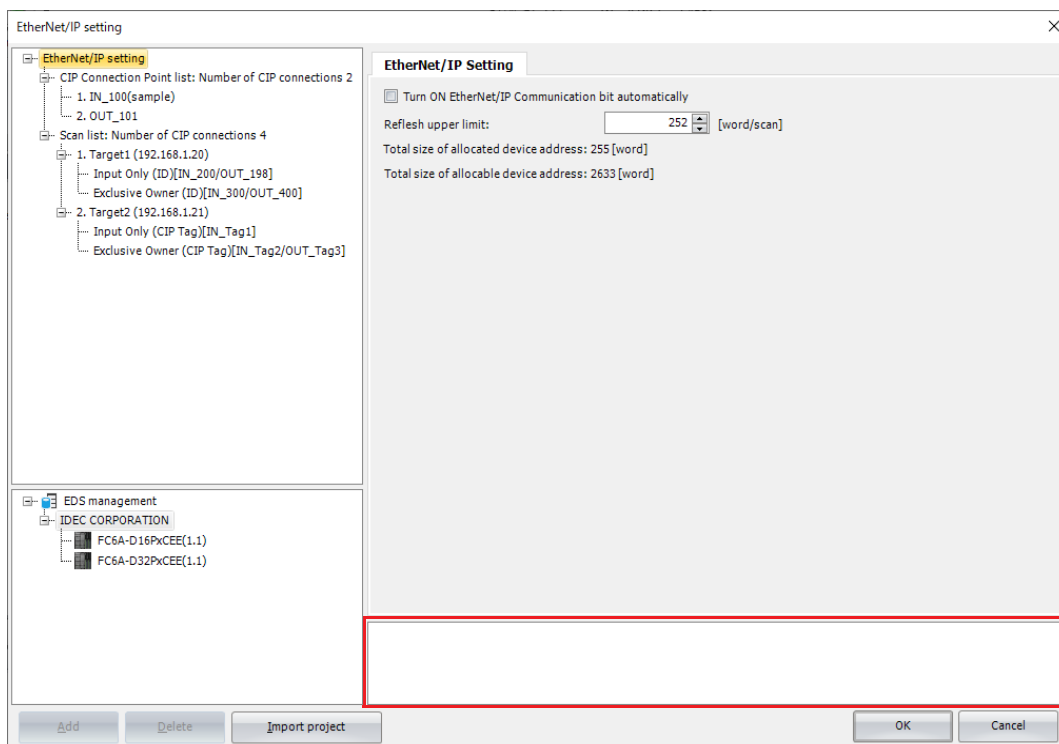 EtherNet/IP setting
EtherNet/IP setting
CIP Connection Point list: Number of CIP connections 2
1. IN_100(sample)
2. OUT_101
Scan list: Number of CIP connections 4
1. Target1 (192.168.1.20)
Input Only (ID)[IN_200/OUT_198]
Exclusive Owner (ID)[IN_300/OUT_400]
2. Target2 (192.168.1.21)
Input Only (CIP Tag)[IN_Tag1]
Exclusive Owner (CIP Tag)[IN_Tag2/OUT_Tag3]
EDS management
IDEC CORPORATION
FC6A-D16PxCEE(1.1)
FC6A-D32PxCEE(1.1)
EtherNet/IP Setting
Turn ON EtherNet/IP Communication bit automatically
Reflesh upper limit: 252 [word/scan]
Total size of allocated device address: 255 [word]
Total size of allocable device address: 2633 [word]
Add Delete Import project OK Cancel